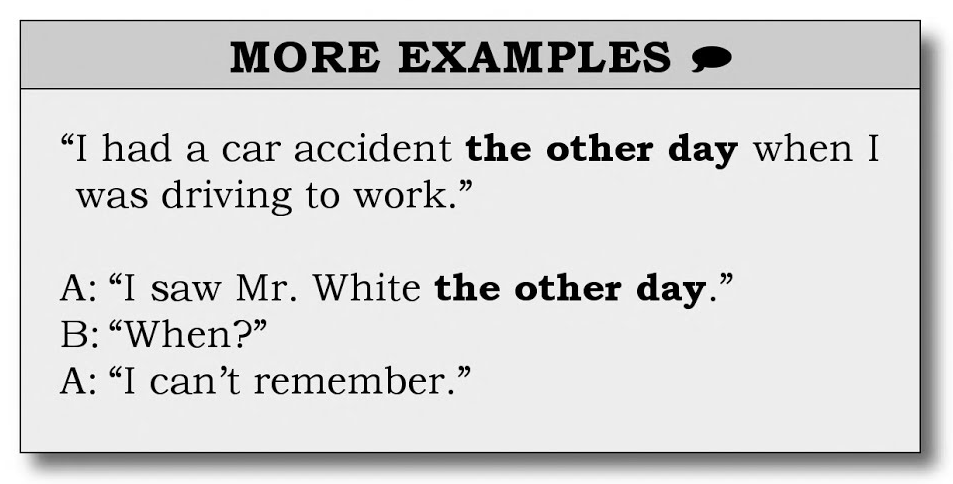 MORE EXAMPLES
“I had a car accident the other day when I
was driving to work.”
A: “I saw Mr. White the other day.”
B: “When?”
A: “I can’t remember.”